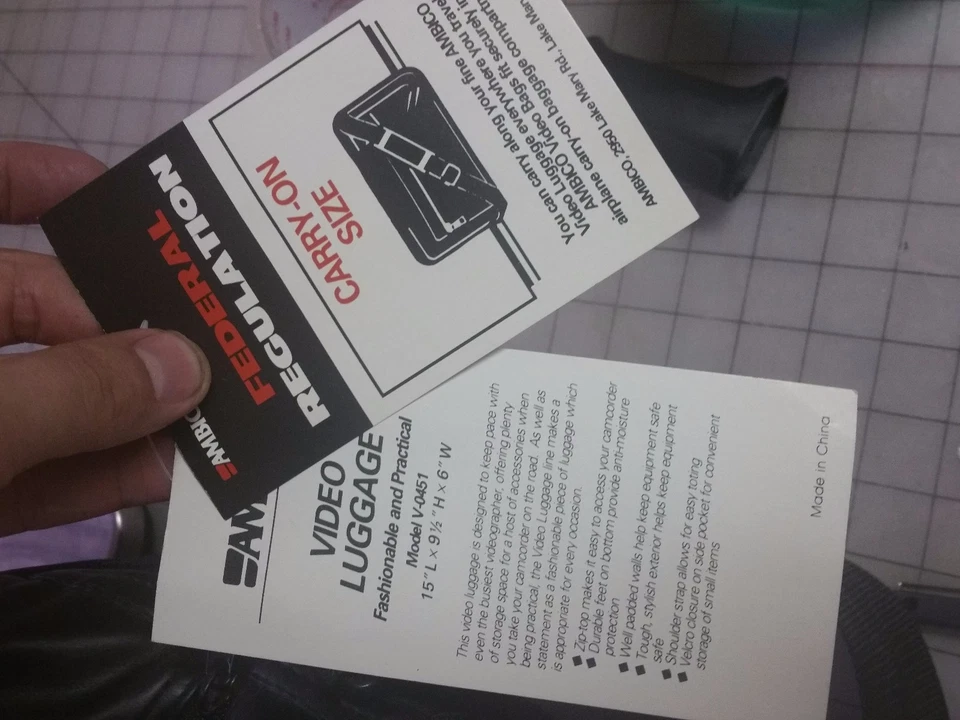 AMBICO
FEDERAL
REGULATION
CARRY-ON
SIZE
You can carry along your fine AMBICO
Video Luggage everywhere you
AMBICO Video Bags fit securely
airplane carry-on baggage
AMBICO, 2950 Lake Mary Rd., Lake
VIDEO
LUGGAGE
Fashionable and Practical
Model V-0451
15" L × 9½ "H × 6" W
This video luggage is designed to keep pace with
even the busiest videographer, offering plenty
of storage space for a host of accessories when
you take your camcorder on the road. As well as
being practical, the Video Luggage line makes a
statement as a fashionable piece of luggage which
is appropriate for every occasion.
◆ Zip-top makes it easy to access your camcorder
◆ Durable feet on bottom provide anti-moisture
protection
◆ Well padded walls help keep equipment safe
◆ Tough, stylish exterior helps keep equipment
safe
◆ Shoulder strap allows for easy toting
◆ Velcro closure on side pocket for convenient
storage of small items
Made in China